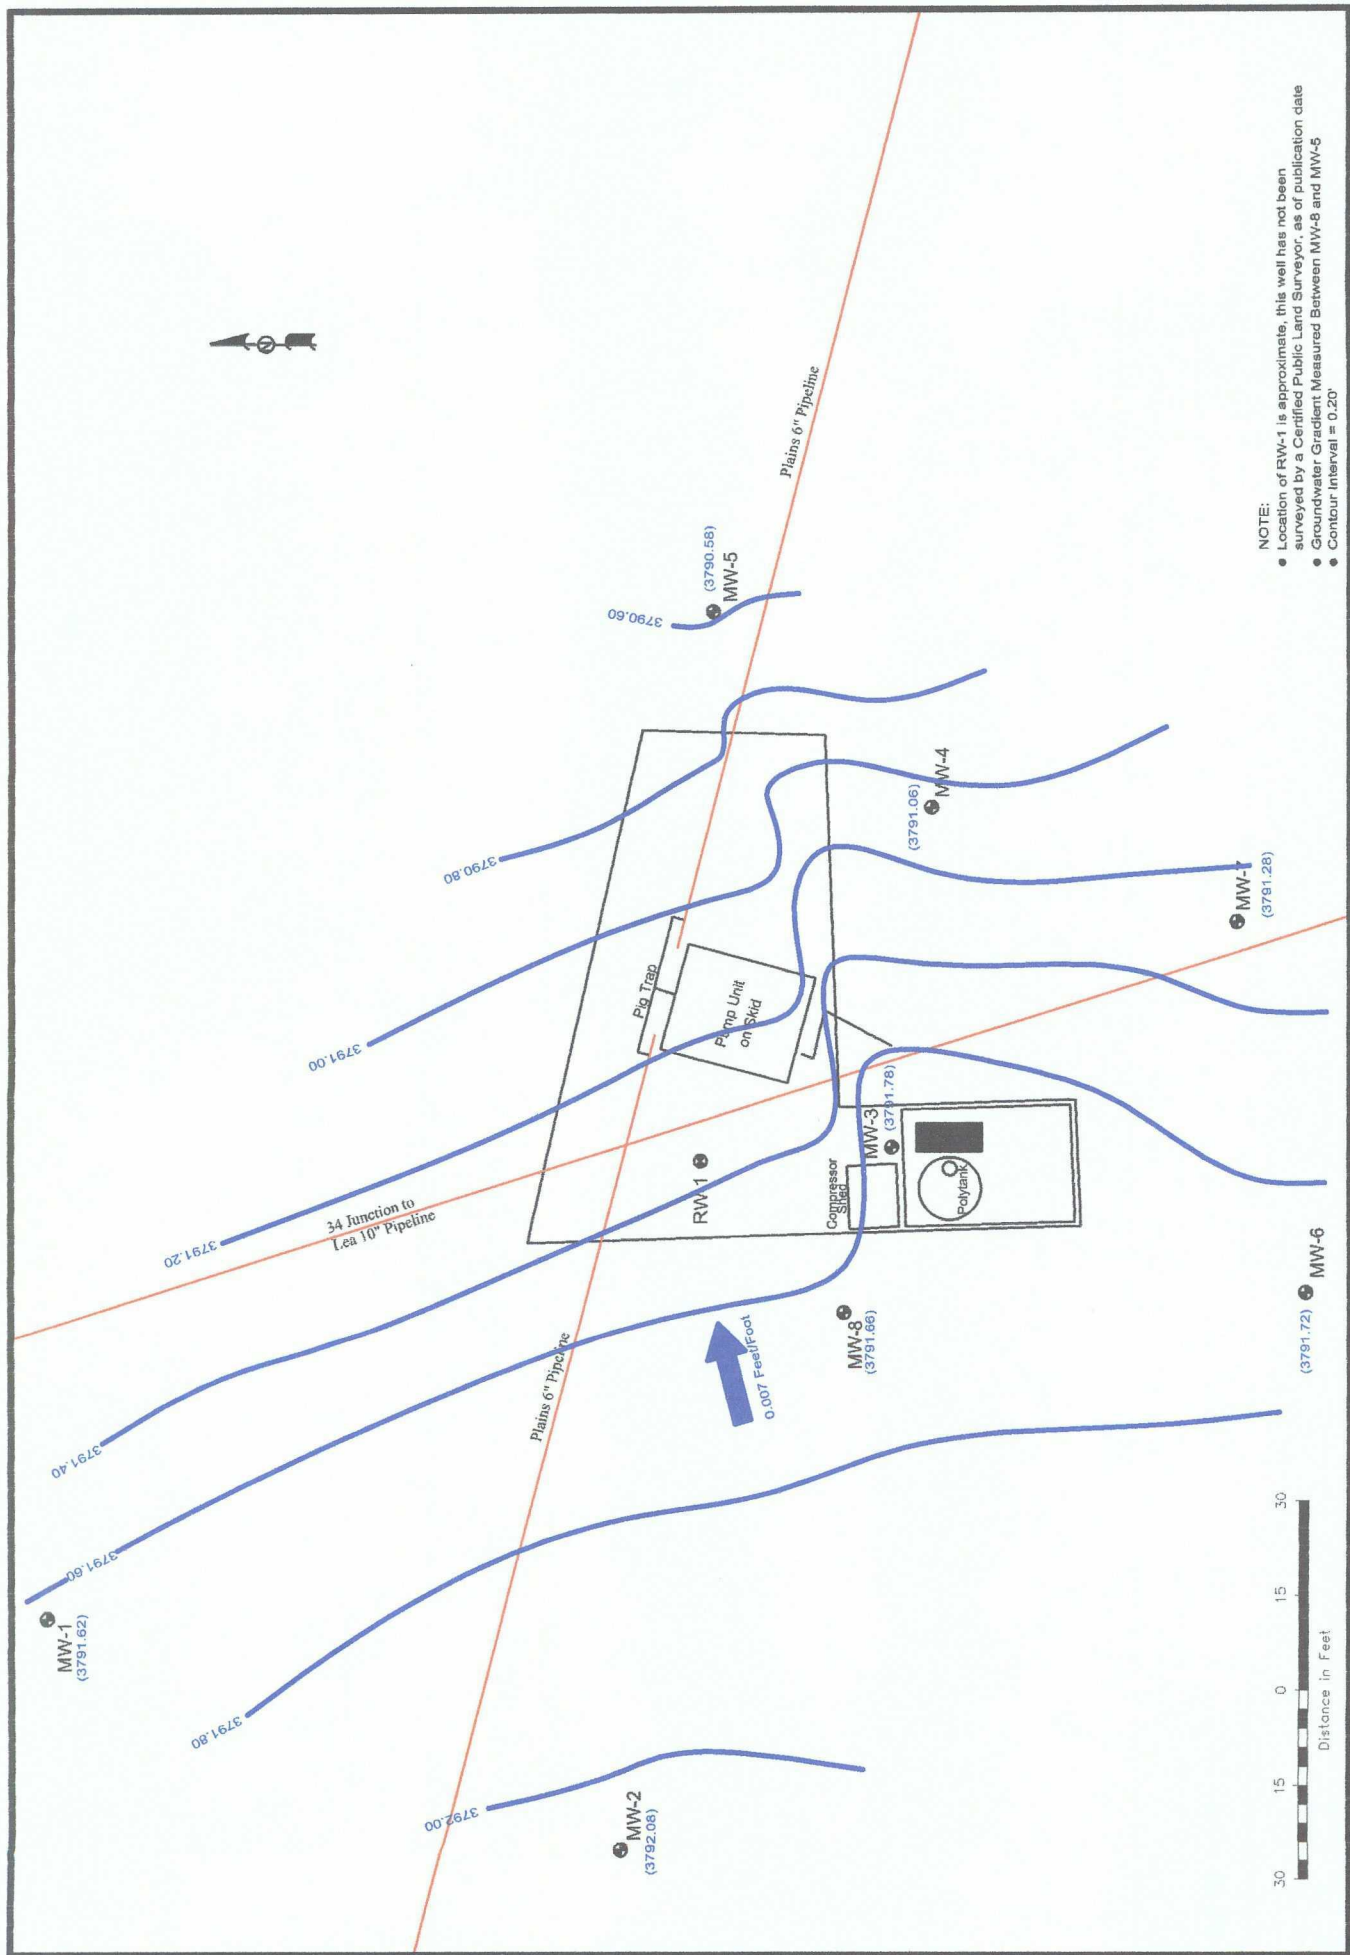 MW-1
(3791.62)
3791.60
3791.40
3791.20
3791.80
34 Junction to
Lea 10" Pipeline
N
3791.00
3790.80
3792.00
Plains 6" Pipeline
MW-2
(3792.08)
3790.60
(3790.58)
MW-5
Pig Trap
Pump Unit
on Skid
RW-1
0.007 Feet/Foot
Plains 6" Pipeline
MW-8
(3791.66)
Compressor
Shed
MW-3
(3791.78)
Polytank
(3791.06)
MW-4
MW-7
(3791.28)
(3791.72)
MW-6
30 15 0 15 30
Distance in Feet
NOTE:
● Location of RW-1 is approximate, this well has not been
surveyed by a Certified Public Land Surveyor, as of publication date
● Groundwater Gradient Measured Between MW-8 and MW-5
● Contour Interval = 0.20'